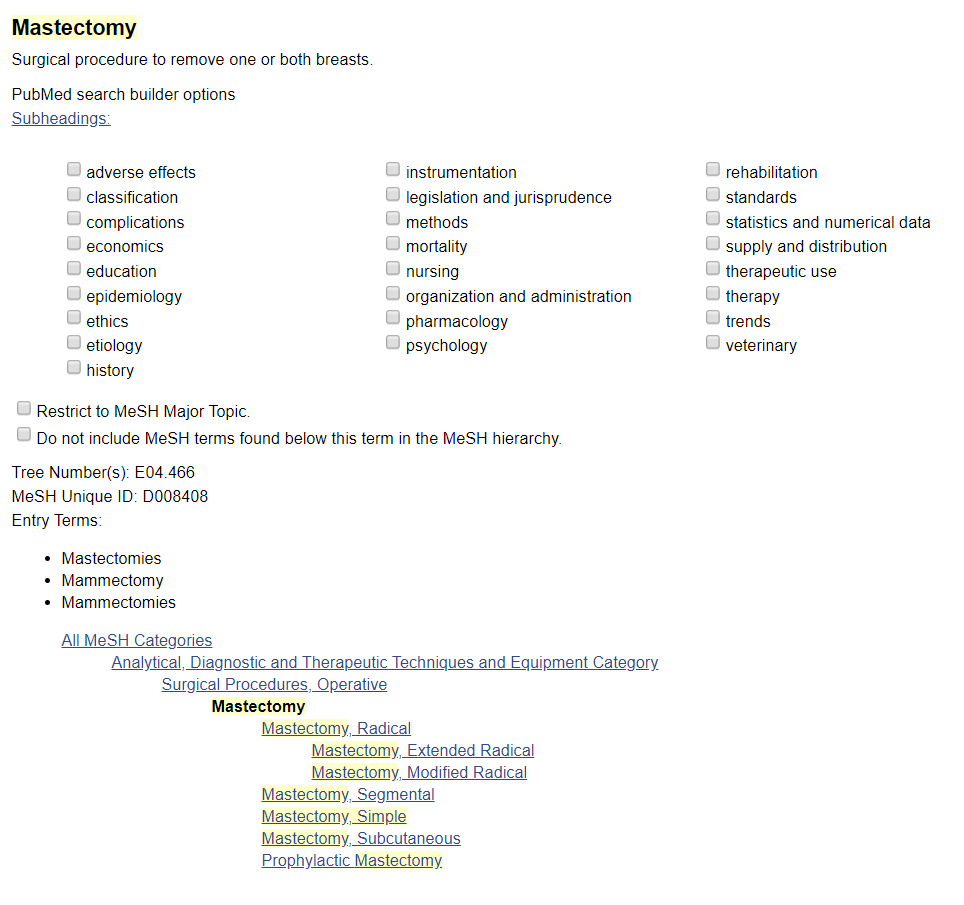 Mastectomy
Surgical procedure to remove one or both breasts.
PubMed search builder options
Subheadings:
adverse effects
classification
complications
economics
education
epidemiology
ethics
etiology
history
instrumentation
legislation and jurisprudence
methods
mortality
nursing
organization and administration
pharmacology
psychology
rehabilitation
standards
statistics and numerical data
supply and distribution
therapeutic use
therapy
trends
veterinary
Restrict to MeSH Major Topic.
Do not include MeSH terms found below this term in the MeSH hierarchy.
Tree Number(s): E04.466
MeSH Unique ID: D008408
Entry Terms:
• Mastectomies
• Mammectomy
• Mammectomies
All MeSH Categories
Analytical, Diagnostic and Therapeutic Techniques and Equipment Category
Surgical Procedures, Operative
Mastectomy
Mastectomy, Radical
Mastectomy, Extended Radical
Mastectomy, Modified Radical
Mastectomy, Segmental
Mastectomy, Simple
Mastectomy, Subcutaneous
Prophylactic Mastectomy